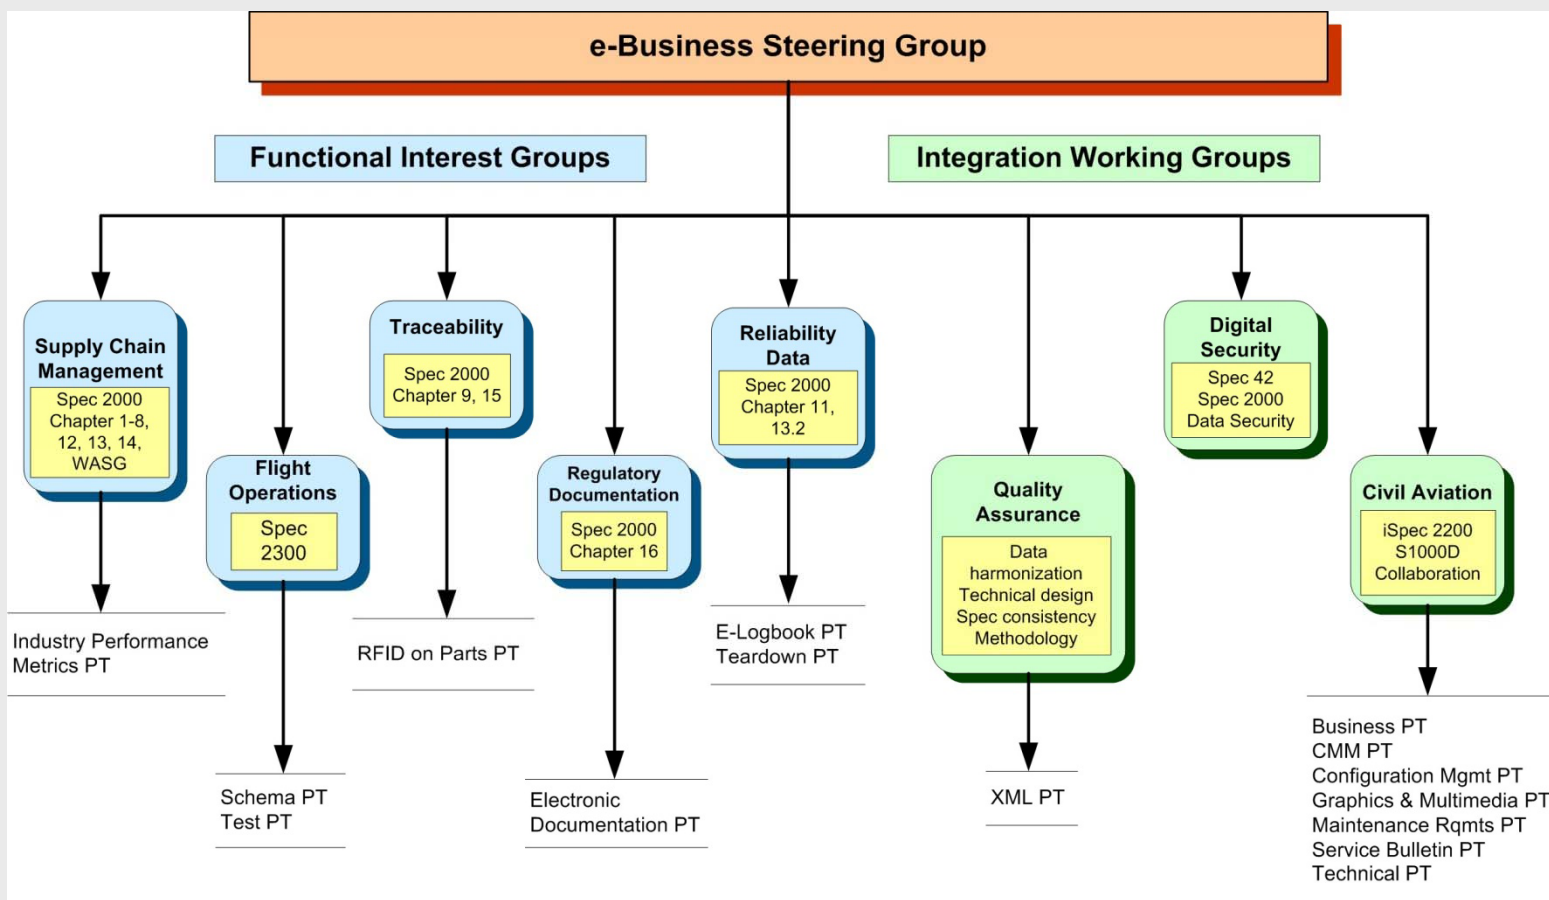 e-Business Steering Group
Functional Interest Groups
Integration Working Groups
Supply Chain
Management
Spec 2000
Chapter 1-8,
12, 13, 14,
WASG
Industry Performance
Metrics PT
Flight
Operations
Spec
2300
Schema PT
Test PT
Traceability
Spec 2000
Chapter 9, 15
RFID on Parts PT
Regulatory
Documentation
Spec 2000
Chapter 16
Electronic
Documentation PT
Reliability
Data
Spec 2000
Chapter 11,
13.2
E-Logbook PT
Teardown PT
Quality
Assurance
Data
harmonization
Technical design
Spec consistency
Methodology
XML PT
Digital
Security
Spec 42
Spec 2000
Data Security
Civil Aviation
iSpec 2200
S1000D
Collaboration
Business PT
CMM PT
Configuration Mgmt PT
Graphics & Multimedia PT
Maintenance Rqmts PT
Service Bulletin PT
Technical PT